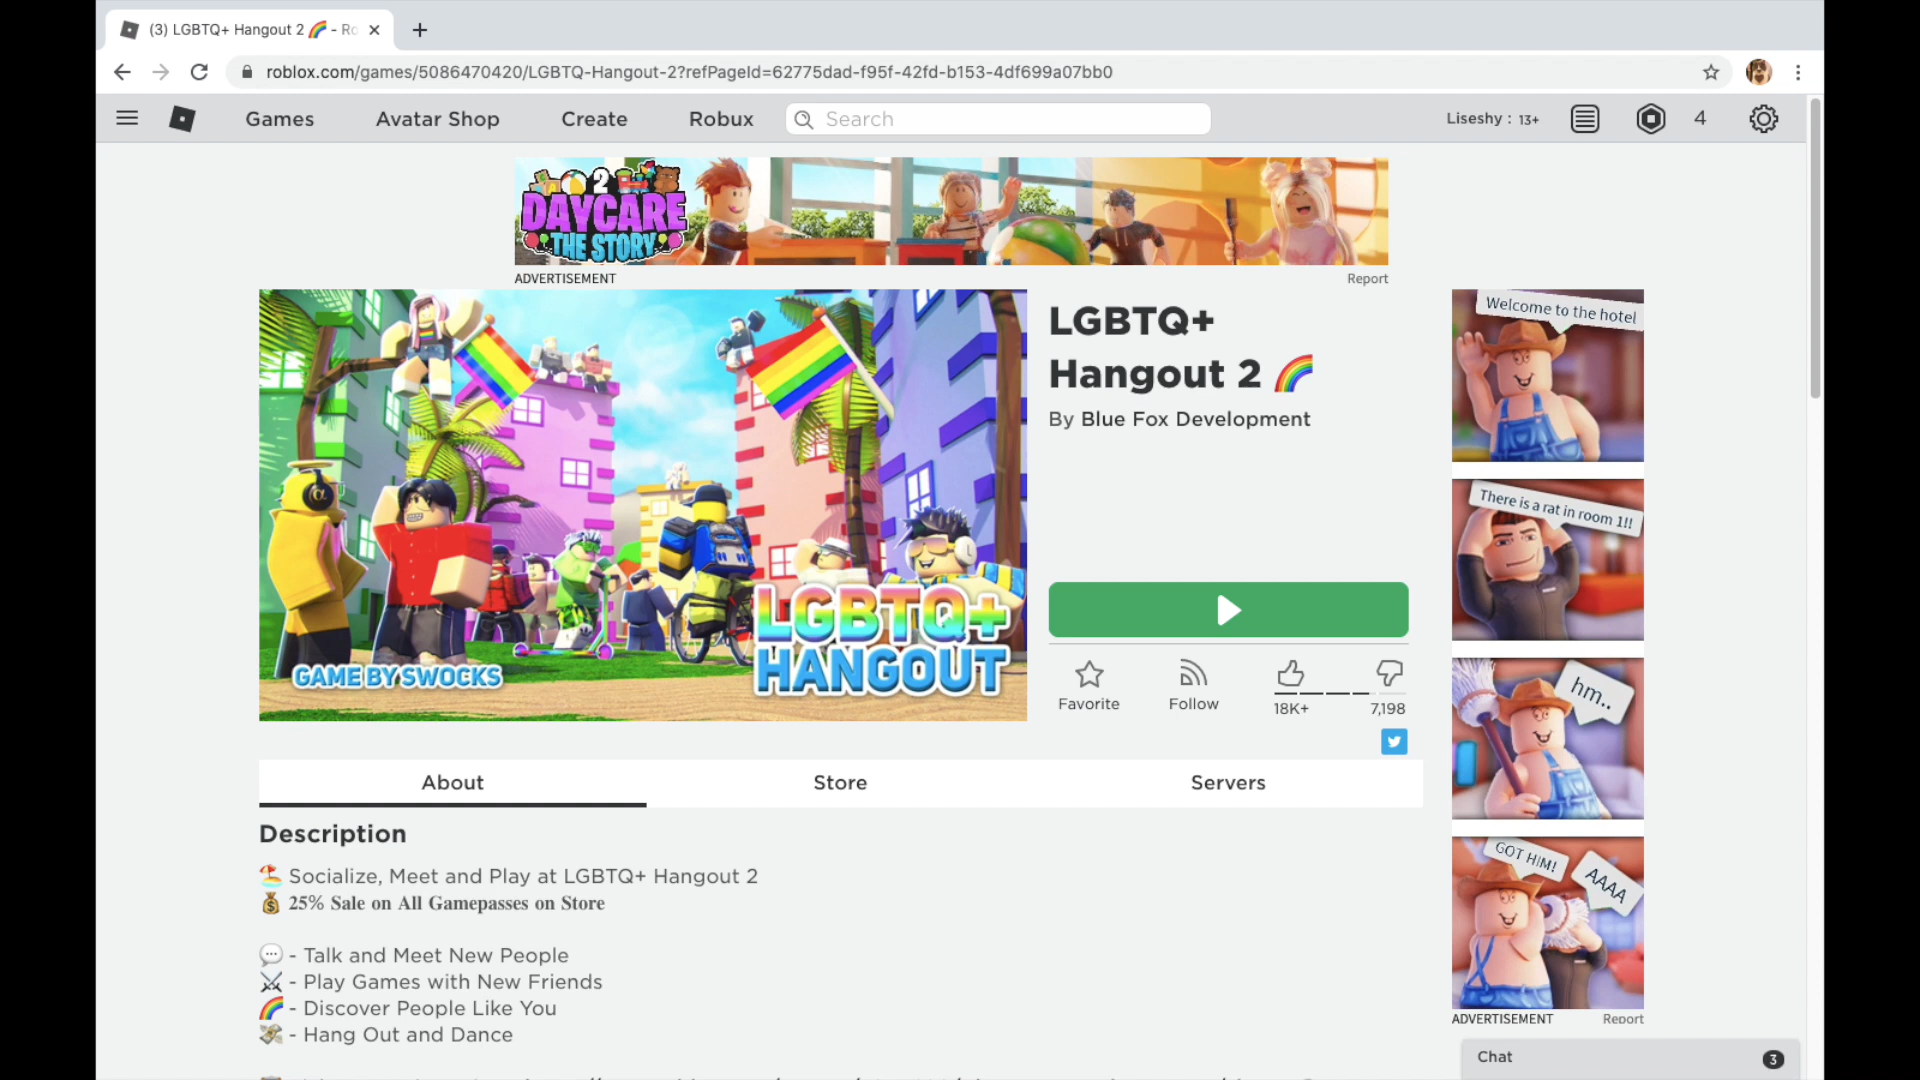 (3) LGBTQ+ Hangout 2 🌈 - Ro
roblox.com/games/5086470420/LGBTQ-Hangout-2?refPageId=62775dad-f95f-42fd-b153-4df699a07bb0
Games Avatar Shop Create Robux Search Liseshy : 13+ 4
2
DAYCARE
THE STORY
ADVERTISEMENT Report
LGBTQ+
Hangout 2 🌈
By Blue Fox Development
GAME BY SWOCKS
LGBTQ+
HANGOUT
Favorite Follow 18K+ 7,198
Welcome to the hotel
There is a rat in room 1!!
hm..
GOT HIM!
AAAA
ADVERTISEMENT Report
About Store Servers
Description
🏖️ Socialize, Meet and Play at LGBTQ+ Hangout 2
💰 25% Sale on All Gamepasses on Store
💬 - Talk and Meet New People
⚔️ - Play Games with New Friends
🌈 - Discover People Like You
💸 - Hang Out and Dance
Chat 3